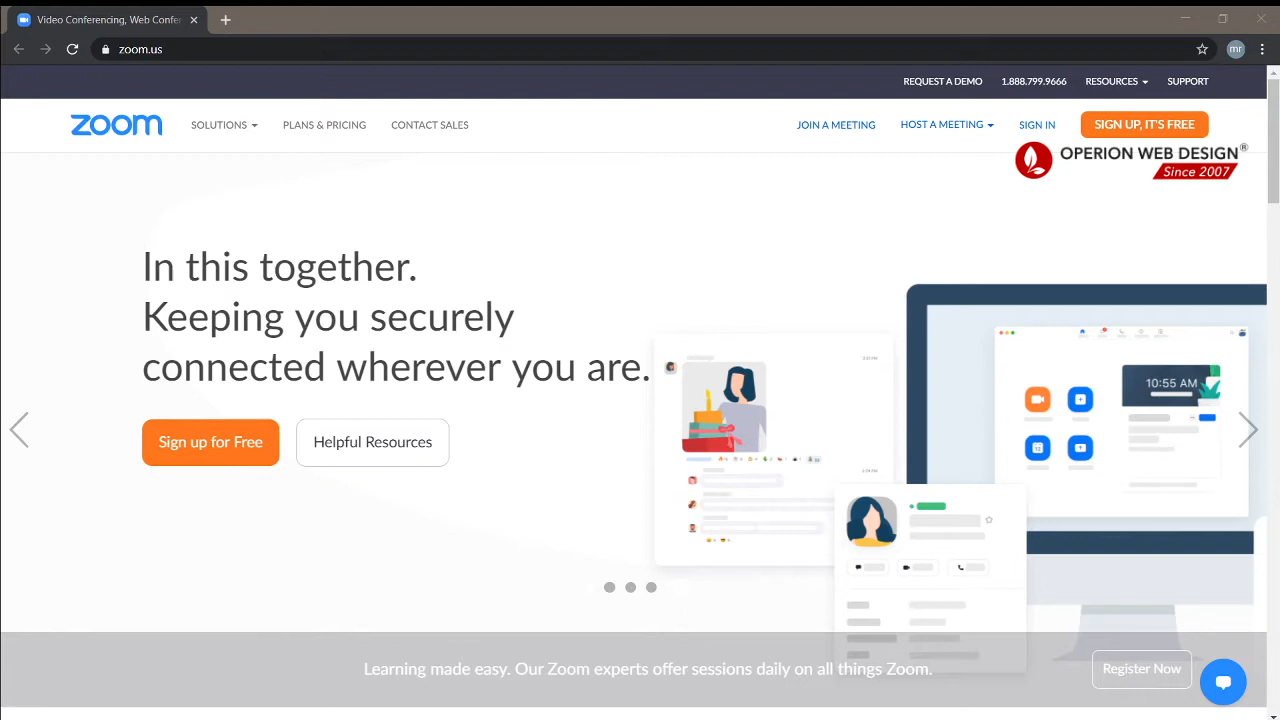 Video Conferencing, Web Confer
zoom.us
mr
REQUEST A DEMO 1.888.799.9666 RESOURCES SUPPORT
zoom SOLUTIONS PLANS & PRICING CONTACT SALES JOIN A MEETING HOST A MEETING SIGN IN SIGN UP, IT'S FREE
OPERION WEB DESIGN®
Since 2007
In this together.
Keeping you securely
connected wherever you are.
10:55 AM
Sign up for Free Helpful Resources
Learning made easy. Our Zoom experts offer sessions daily on all things Zoom. Register Now